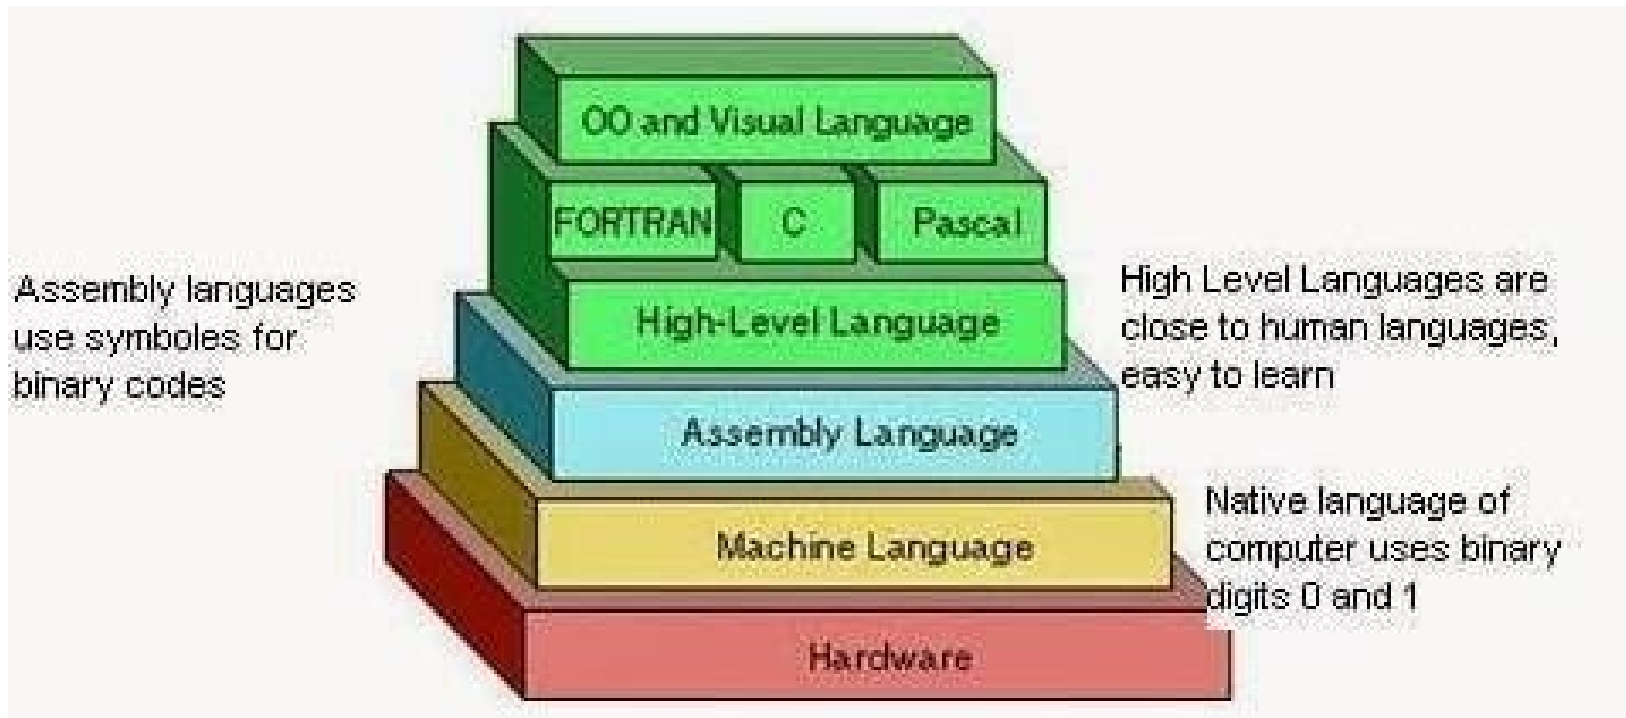 OO and Visual Language
FORTRAN C Pascal
High-Level Language
Assembly Language
Machine Language
Hardware
Assembly languages
use symboles for
binary codes
High Level Languages are
close to human languages,
easy to learn
Native language of
computer uses binary
digits 0 and 1